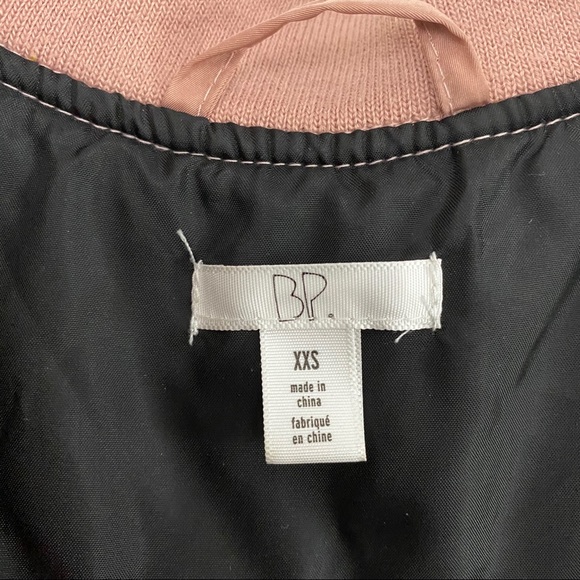 BP.
XXS
made in
china
fabriqué
en chine